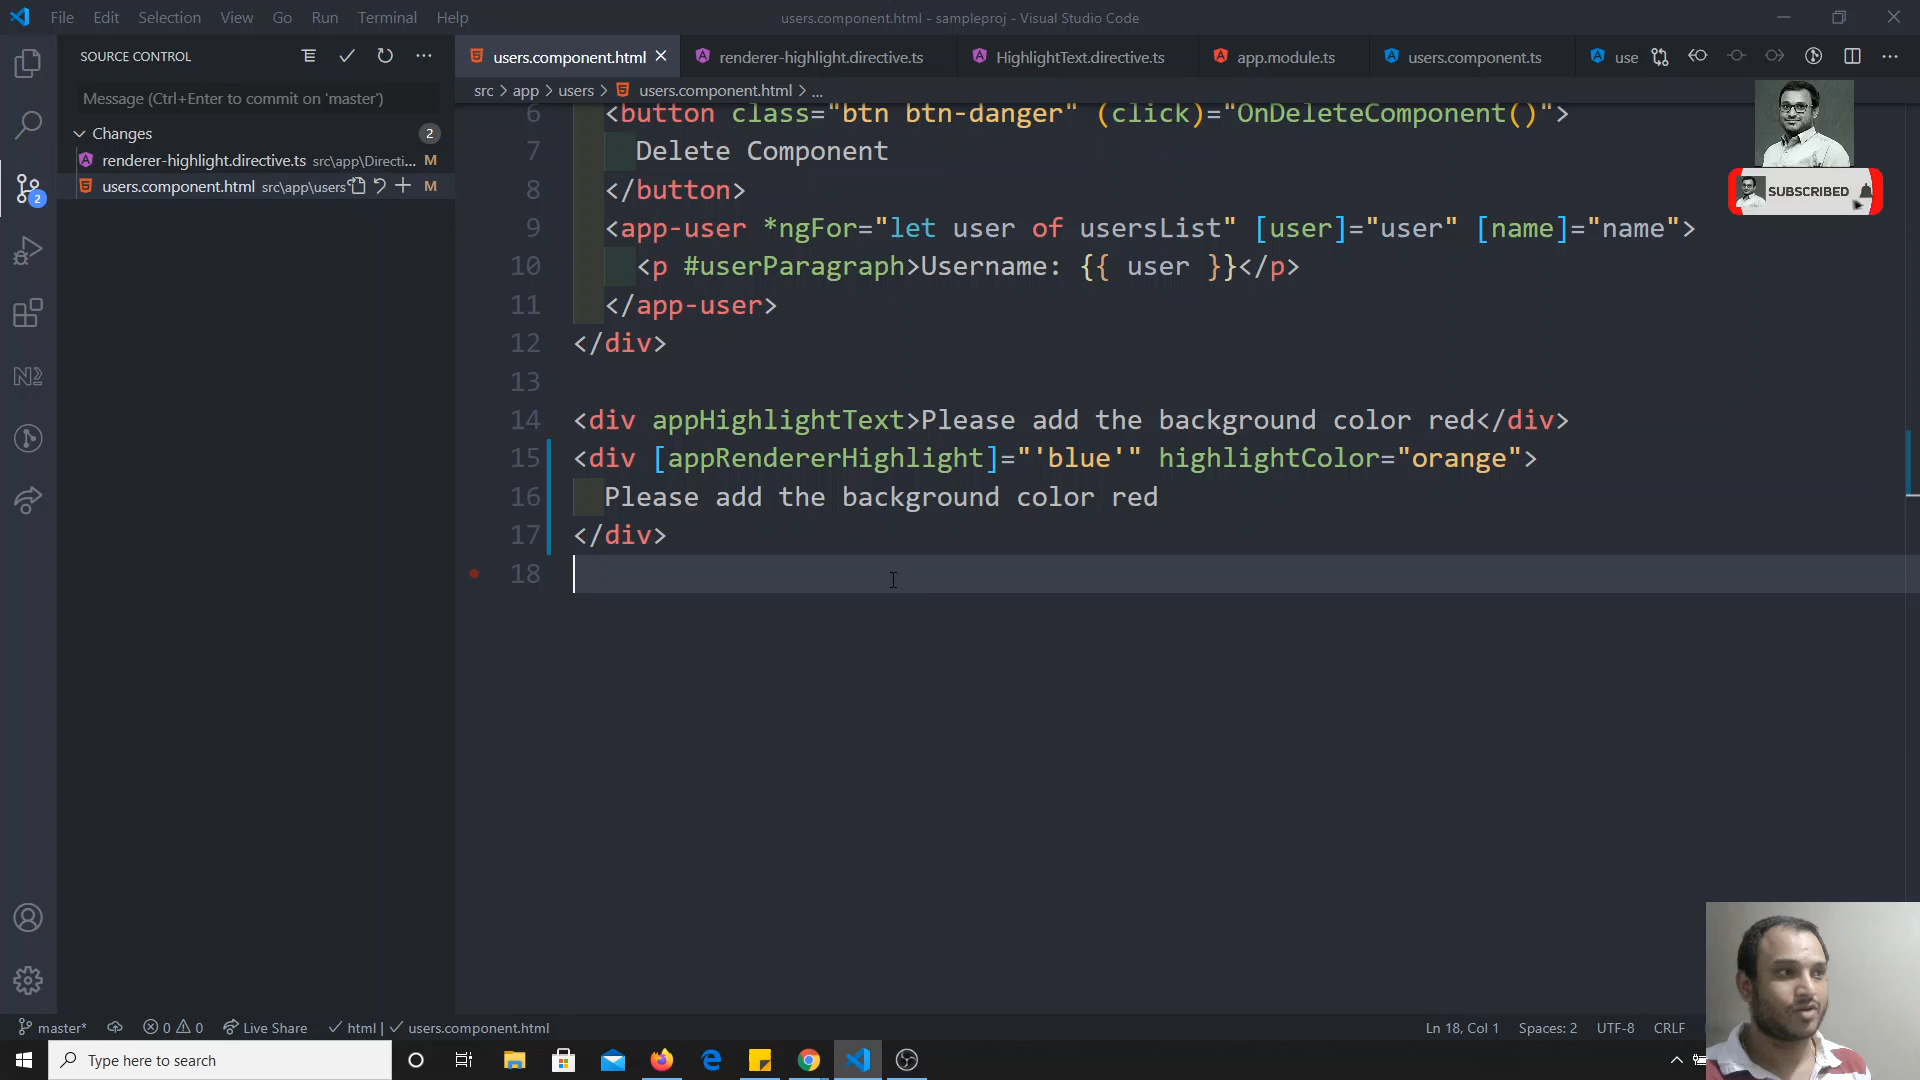 File Edit Selection View Go Run Terminal Help
users.component.html - sampleproj - Visual Studio Code
SOURCE CONTROL
users.component.html
renderer-highlight.directive.ts
HighlightText.directive.ts
app.module.ts
users.component.ts
use
src > app > users > users.component.html > ...
Message (Ctrl+Enter to commit on 'master')
Changes 2
renderer-highlight.directive.ts src\app\Directi... M
users.component.html src\app\users M
2
6 <button class="btn btn-danger" (click)="OnDeleteComponent()">
7 Delete Component
8 </button>
9 <app-user *ngFor="let user of usersList" [user]="user" [name]="name">
10 <p #userParagraph>Username: {{ user }}</p>
11 </app-user>
12 </div>
13
14 <div appHighlightText>Please add the background color red</div>
15 <div [appRendererHighlight]="'blue'" highlightColor="orange">
16 Please add the background color red
17 </div>
18
SUBSCRIBED
master* 0 0 Live Share html | users.component.html
Ln 18, Col 1 Spaces: 2 UTF-8 CRLF
Type here to search